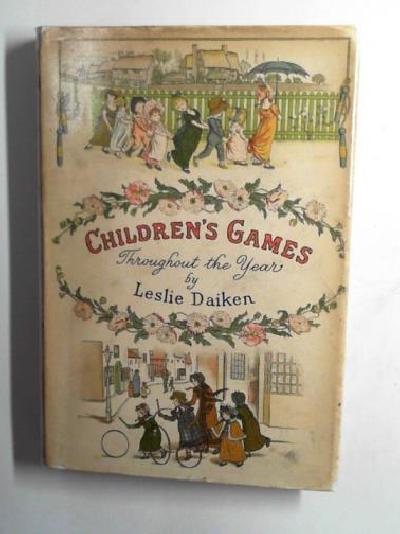 CHILDREN'S GAMES
Throughout the Year
by
Leslie Daiken